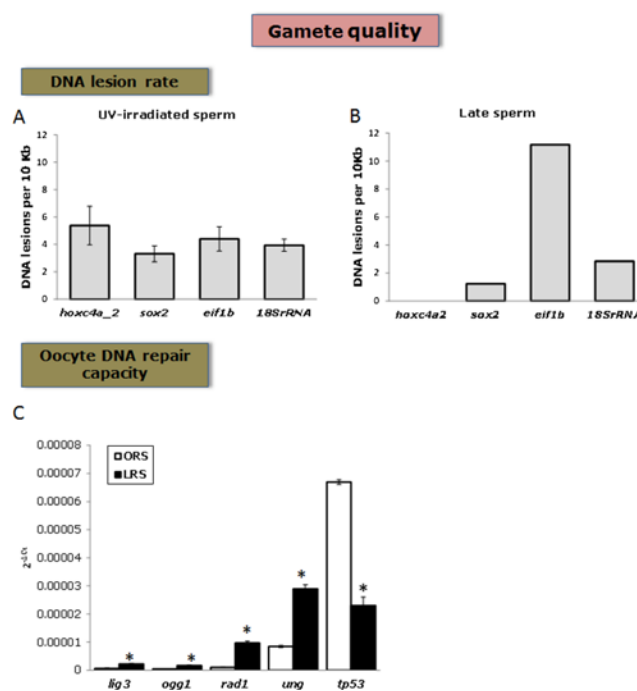 Gamete quality
DNA lesion rate
A
UV-irradiated sperm
DNA lesions per 10 Kb
12
10
8
6
4
2
0
hoxc4a_2 sox2 eif1b 18SrRNA
B
Late sperm
DNA lesions per 10Kb
12
10
8
6
4
2
0
hoxc4a2 sox2 eif1b 18SrRNA
Oocyte DNA repair
capacity
C
0.00008
0.00007
0.00006
0.00005
0.00004
0.00003
0.00002
0.00001
0
ORS
LRS
* * * * *
lig3 ogg1 rad1 ung tp53